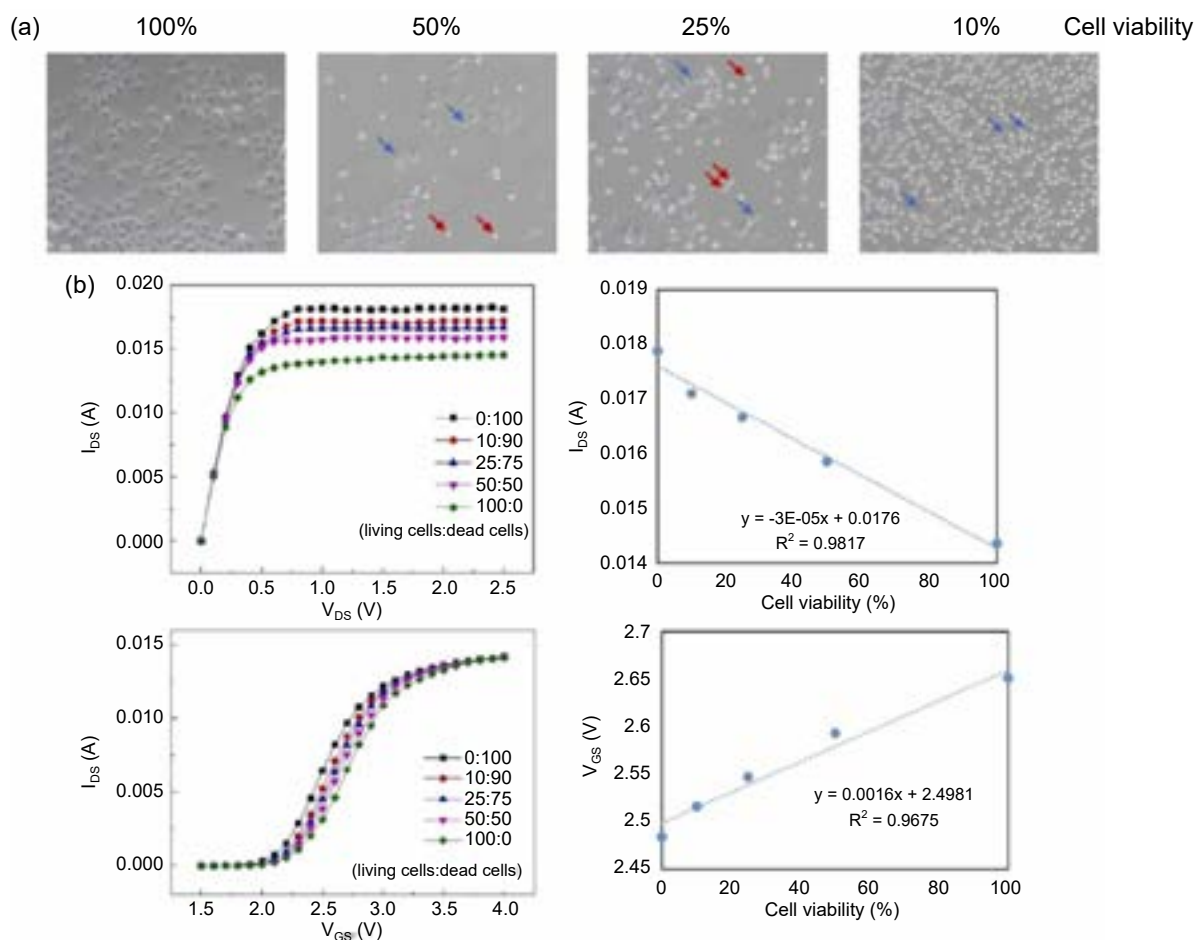 (a) 100% 50% 25% 10% Cell viability
(b)
0.020
0.015
0.010
0.005
0.000
I_DS (A)
0:100
10:90
25:75
50:50
100:0
(living cells:dead cells)
0.0 0.5 1.0 1.5 2.0 2.5
V_DS (V)
0.019
0.018
0.017
0.016
0.015
0.014
I_DS (A)
y = -3E-05x + 0.0176
R² = 0.9817
0 20 40 60 80 100
Cell viability (%)
0.015
0.010
0.005
0.000
I_DS (A)
0:100
10:90
25:75
50:50
100:0
(living cells:dead cells)
1.5 2.0 2.5 3.0 3.5 4.0
V_GS (V)
2.7
2.65
2.6
2.55
2.5
2.45
V_GS (V)
y = 0.0016x + 2.4981
R² = 0.9675
0 20 40 60 80 100
Cell viability (%)